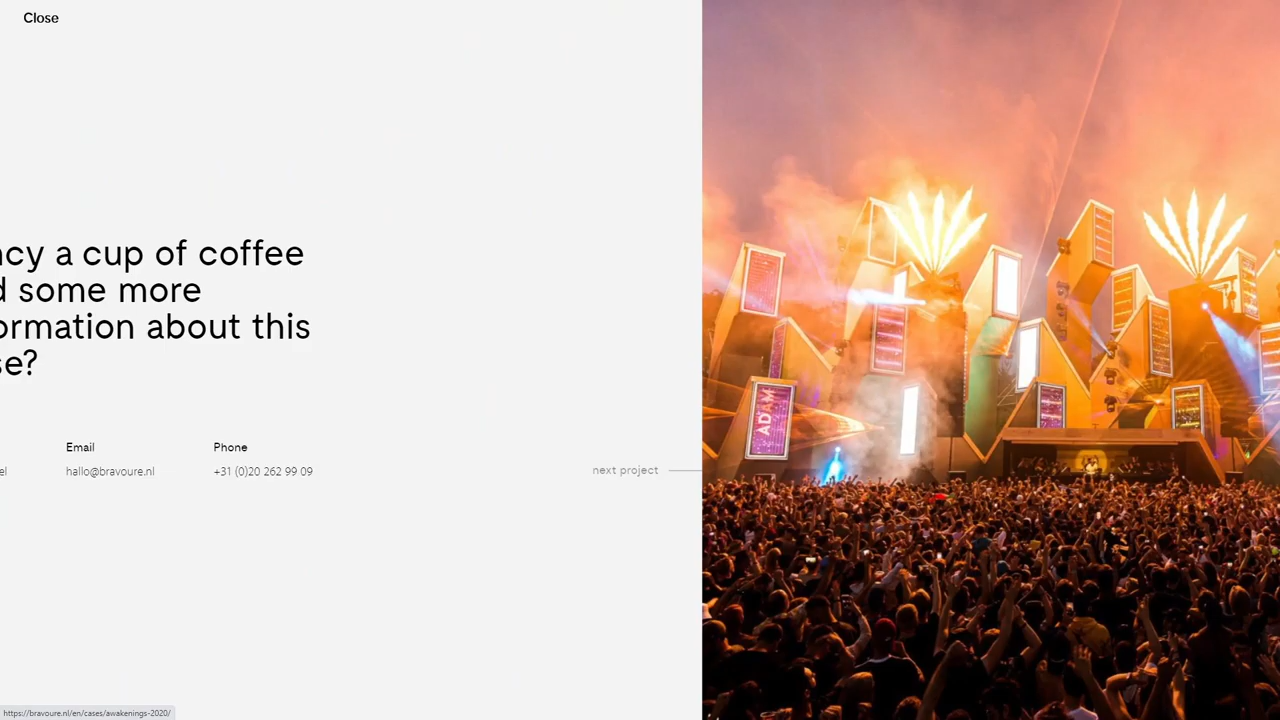 Close
ncy a cup of coffee
d some more
ormation about this
se?
Email
Phone
el
hallo@bravoure.nl
+31 (0)20 262 99 09
next project
ADAM
https://bravoure.nl/en/cases/awakenings-2020/